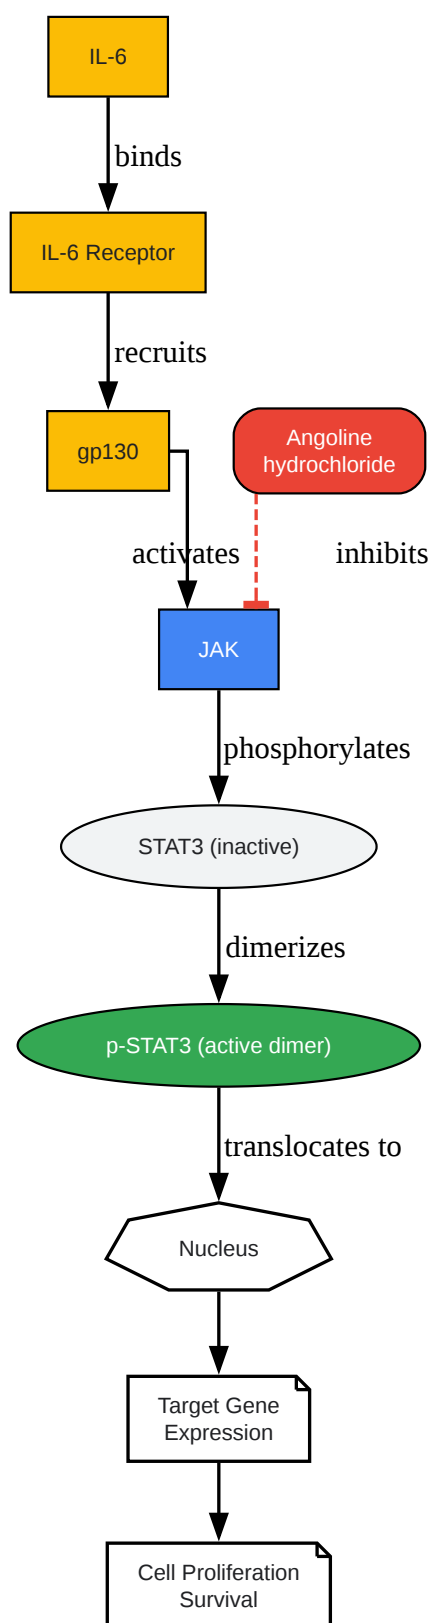 IL-6
binds
IL-6 Receptor
recruits
gp130
Angoline
hydrochloride
activates
inhibits
JAK
phosphorylates
STAT3 (inactive)
dimerizes
p-STAT3 (active dimer)
translocates to
Nucleus
Target Gene
Expression
Cell Proliferation
Survival